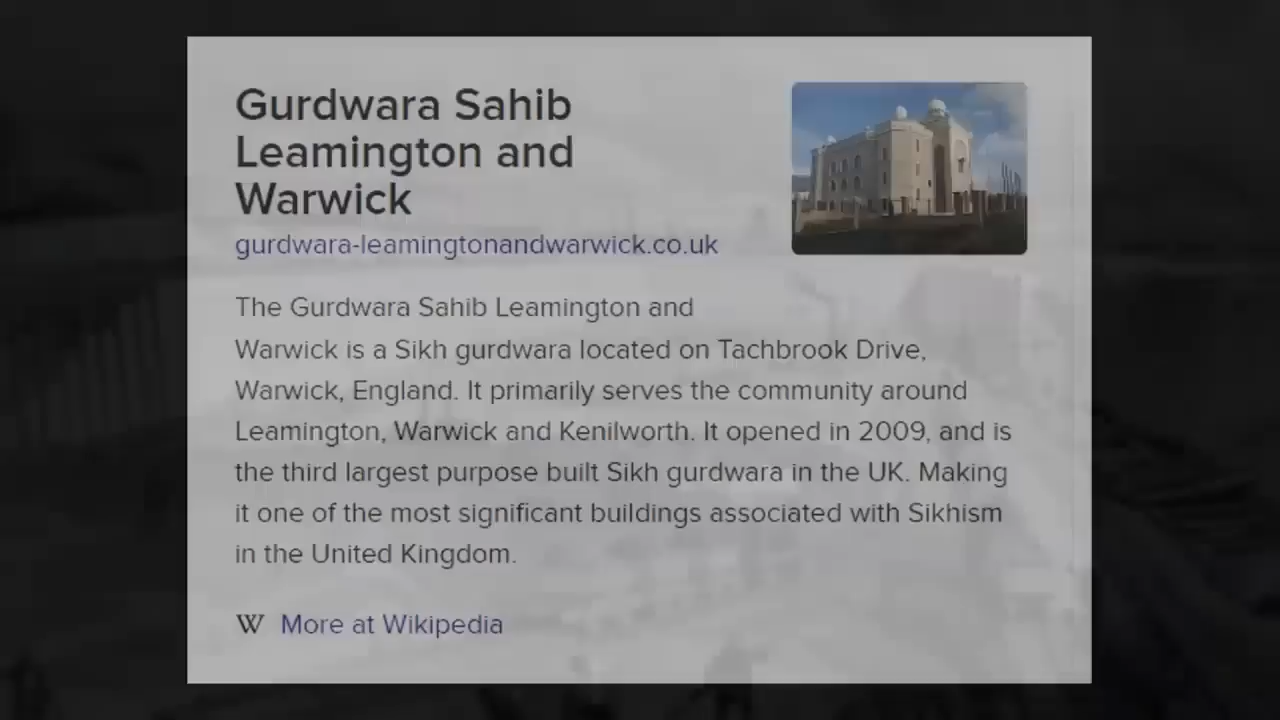 Gurdwara Sahib
Leamington and
Warwick
gurdwara-leamingtonandwarwick.co.uk
The Gurdwara Sahib Leamington and
Warwick is a Sikh gurdwara located on Tachbrook Drive,
Warwick, England. It primarily serves the community around
Leamington, Warwick and Kenilworth. It opened in 2009, and is
the third largest purpose built Sikh gurdwara in the UK. Making
it one of the most significant buildings associated with Sikhism
in the United Kingdom.
W More at Wikipedia